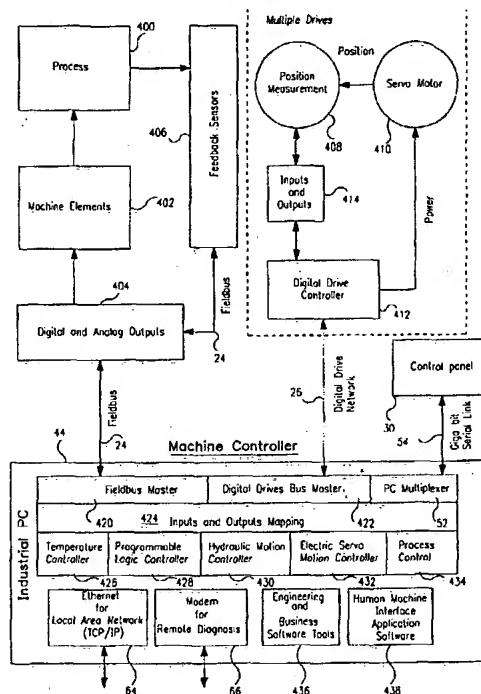 Multiple Drives
400
Process
Position
Position
Measurement
Servo Motor
408
410
406
Feedback Sensors
Machine Elements
402
Inputs
and
Outputs
414
Power
Digital Drive
Controller
412
404
Digital and Analog Outputs
Fieldbus
24
Fieldbus
24
26
Digital Drive
Network
Control panel
30
54
Giga bit
Serial Link
44
Machine Controller
Industrial PC
Fieldbus Master
Digital Drives Bus Master
PC Multiplexer
420
424
Inputs and Outputs Mapping
422
52
Temperature
Controller
Programmable
Logic Controller
Hydraulic Motion
Controller
Electric Servo
Motion Controller
Process
Control
426
428
430
432
434
Ethernet
for
Local Area Network
(TCP/IP)
Modem
for
Remote Diagnosis
Engineering
and
Business
Software Tools
Human Machine
Interface
Application
Software
64
66
436
438